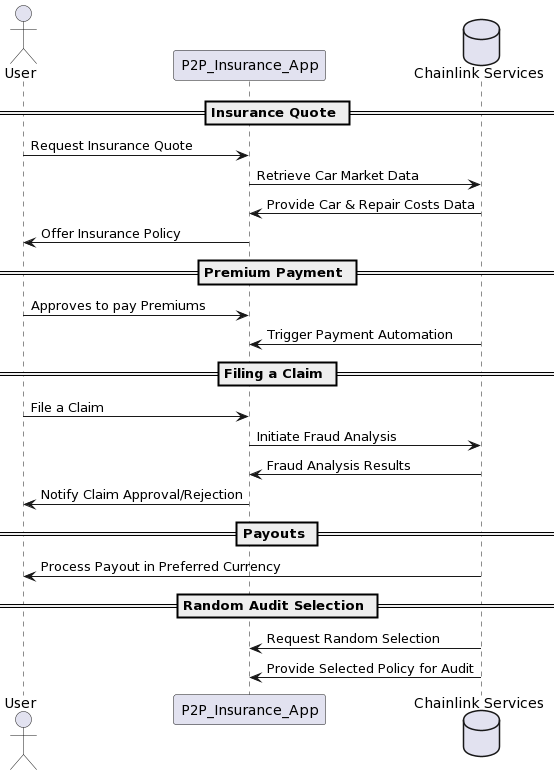 User
P2P_Insurance_App
Chainlink Services
Insurance Quote
Request Insurance Quote
Retrieve Car Market Data
Provide Car & Repair Costs Data
Offer Insurance Policy
Premium Payment
Approves to pay Premiums
Trigger Payment Automation
Filing a Claim
File a Claim
Initiate Fraud Analysis
Fraud Analysis Results
Notify Claim Approval/Rejection
Payouts
Process Payout in Preferred Currency
Random Audit Selection
Request Random Selection
Provide Selected Policy for Audit
User
P2P_Insurance_App
Chainlink Services